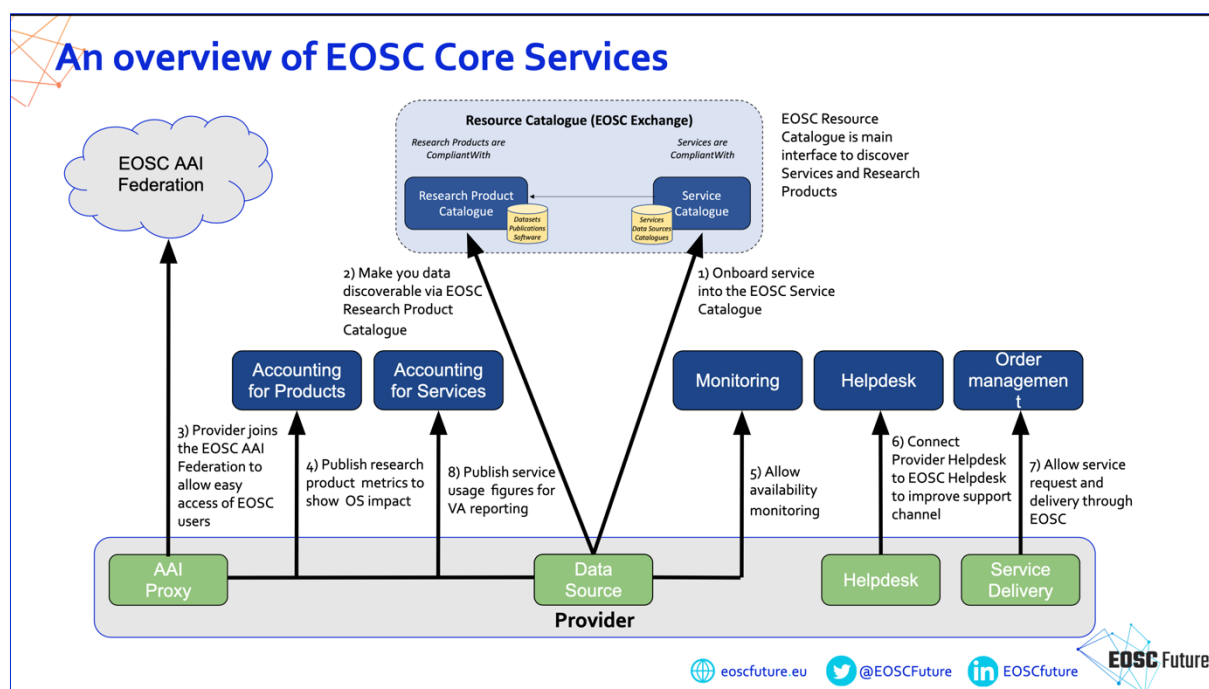 An overview of EOSC Core Services
Resource Catalogue (EOSC Exchange)
Research Products are
CompliantWith
Services are
CompliantWith
Research Product
Catalogue
Service
Catalogue
Datasets
Publications
Software
Services
Data Sources
Catalogues
EOSC Resource
Catalogue is main
interface to discover
Services and Research
Products
EOSC AAI
Federation
2) Make you data
discoverable via EOSC
Research Product
Catalogue
1) Onboard service
into the EOSC Service
Catalogue
Accounting
for Products
Accounting
for Services
Monitoring
Helpdesk
Order
managemen
t
3) Provider joins
the EOSC AAI
Federation to
allow easy
access of EOSC
users
4) Publish research
product metrics to
show OS impact
8) Publish service
usage figures for
VA reporting
5) Allow
availability
monitoring
6) Connect
Provider Helpdesk
to EOSC Helpdesk
to improve support
channel
7) Allow service
request and
delivery through
EOSC
AAI
Proxy
Data
Source
Helpdesk
Service
Delivery
Provider
eoscfuture.eu
@EOSCFuture
in
EOSCfuture
EOSC Future